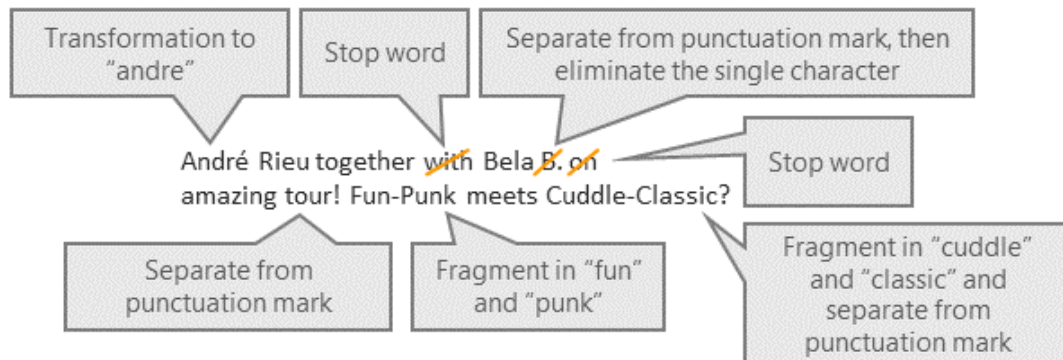 Transformation to
“andre”
Stop word
Separate from punctuation mark, then
eliminate the single character
André Rieu together with Bela B. on
amazing tour! Fun-Punk meets Cuddle-Classic?
Stop word
Separate from
punctuation mark
Fragment in “fun”
and “punk”
Fragment in “cuddle”
and “classic” and
separate from
punctuation mark